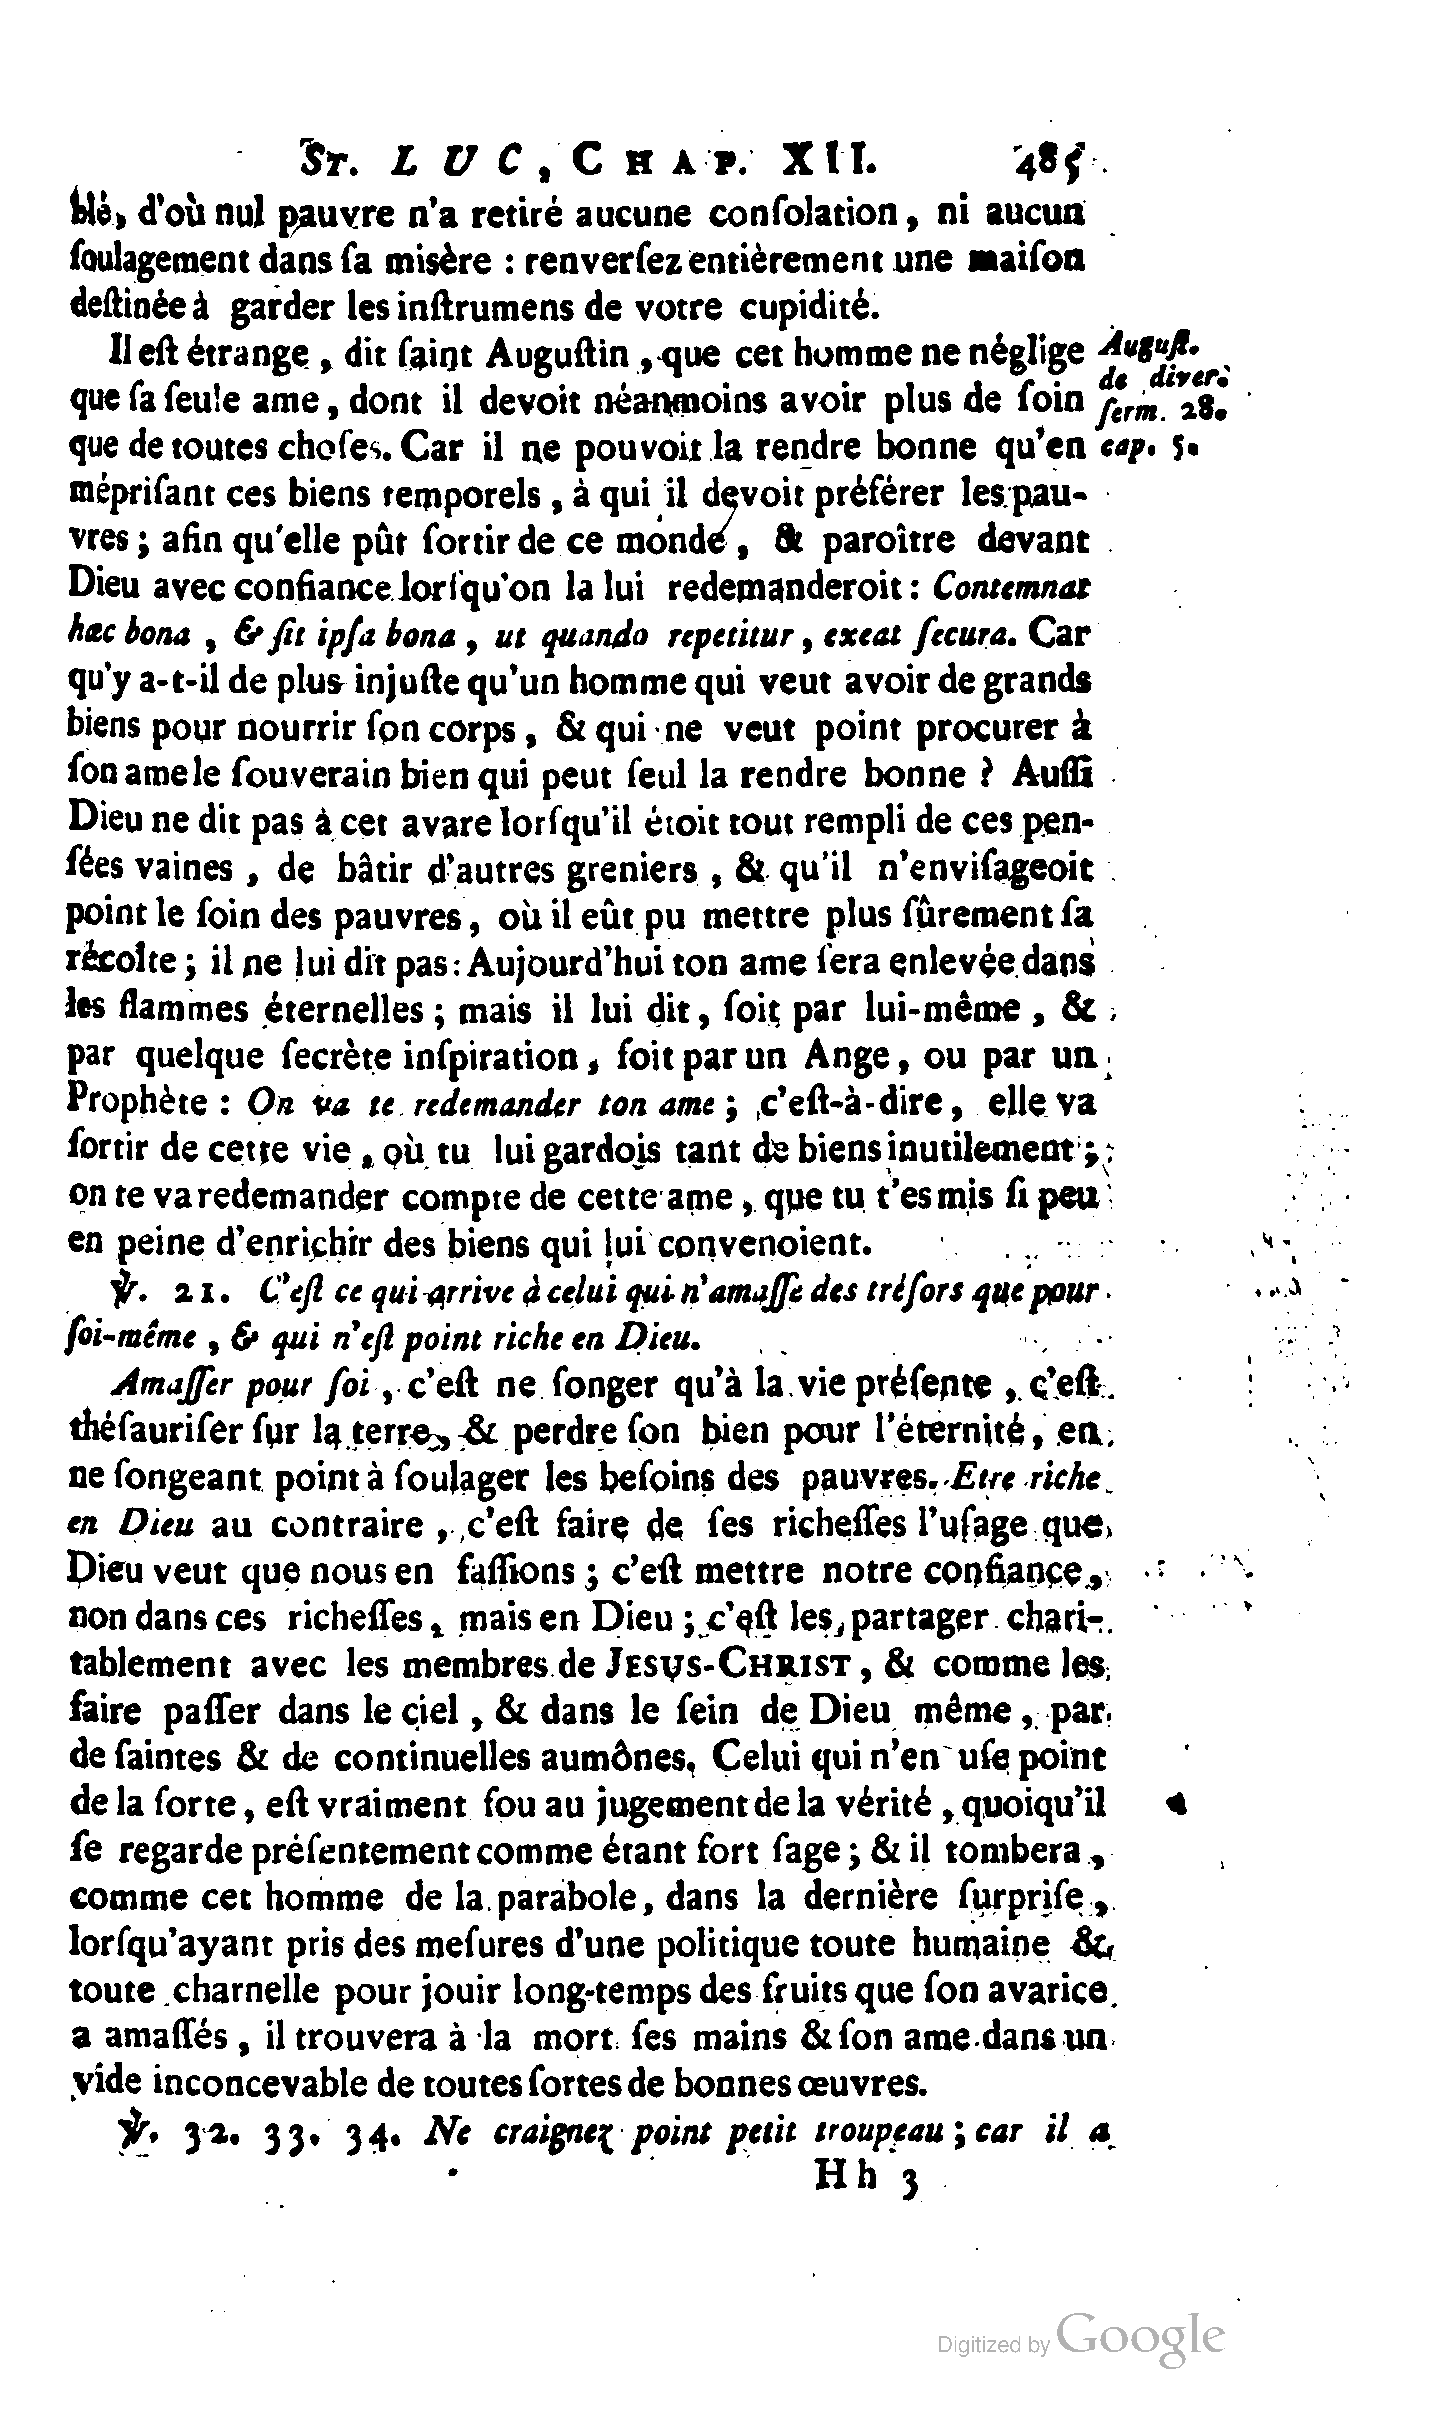 ST. LUC, CHAP. XII. 485
blé, d'où nul pauvre n'a retiré aucune conſolation, ni aucun
ſoulagement dans ſa misère : renverſez entièrement une maiſon
deſtinée à garder les inſtrumens de votre cupidité.
Il eſt étrange, dit ſaint Auguſtin, que cet homme ne néglige
que ſa ſeule ame, dont il devoit néanmoins avoir plus de ſoin
que de toutes choſes. Car il ne pouvoit la rendre bonne qu'en
Auguſt.
de diver.
ſerm. 28.
cap. 5.
mépriſant ces biens temporels, à qui il devoit préférer les pau-
vres ; afin qu'elle pût ſortir de ce monde, & paroître devant
Dieu avec confiance lorſqu'on la lui redemanderoit : Contemnat
hæc bona, & ſit ipſa bona, ut quando repetitur, exeat ſecura. Car
qu'y a-t-il de plus injuſte qu'un homme qui veut avoir de grands
biens pour nourrir ſon corps, & qui ne veut point procurer à
ſon ame le ſouverain bien qui peut ſeul la rendre bonne ? Auſſi
Dieu ne dit pas à cet avare lorſqu'il étoit tout rempli de ces pen-
ſées vaines, de bâtir d'autres greniers, & qu'il n'enviſageoit
point le ſoin des pauvres, où il eût pu mettre plus ſûrement ſa
récolte ; il ne lui dit pas : Aujourd'hui ton ame ſera enlevée dans
les flammes éternelles ; mais il lui dit, ſoit par lui-même, &
par quelque ſecrète inſpiration, ſoit par un Ange, ou par un
Prophète : On va te redemander ton ame ; c'eſt-à-dire, elle va
ſortir de cette vie, où tu lui gardois tant de biens inutilement ;
on te va redemander compte de cette ame, que tu t'es mis ſi peu
en peine d'enrichir des biens qui lui convenoient.
℣. 21. C'eſt ce qui arrive à celui qui n'amaſſe des tréſors que pour
ſoi-même, & qui n'eſt point riche en Dieu.
Amaſſer pour ſoi, c'eſt ne ſonger qu'à la vie préſente, c'eſt
théſauriſer ſur la terre, & perdre ſon bien pour l'éternité, en
ne ſongeant point à ſoulager les beſoins des pauvres. Etre riche
en Dieu au contraire, c'eſt faire de ſes richeſſes l'uſage que
Dieu veut que nous en faſſions ; c'eſt mettre notre confiance,
non dans ces richeſſes, mais en Dieu ; c'eſt les partager chari-
tablement avec les membres de JESUS-CHRIST, & comme les
faire paſſer dans le ciel, & dans le ſein de Dieu même, par
de ſaintes & de continuelles aumônes. Celui qui n'en uſe point
de la ſorte, eſt vraiment fou au jugement de la vérité, quoiqu'il
ſe regarde préſentement comme étant fort ſage ; & il tombera,
comme cet homme de la parabole, dans la dernière ſurpriſe,
lorſqu'ayant pris des meſures d'une politique toute humaine &
toute charnelle pour jouir long-temps des fruits que ſon avarice
a amaſſés, il trouvera à la mort ſes mains & ſon ame dans un
vide inconcevable de toutes ſortes de bonnes œuvres.
℣. 32. 33. 34. Ne craignez point petit troupeau ; car il a
Hh 3
Digitized by Google